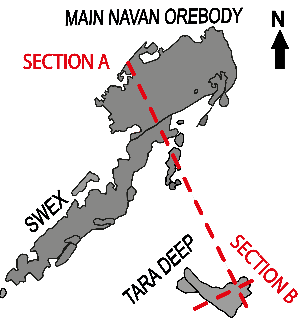 MAIN NAVAN OREBODY
N
SECTION A
SWEX
TARA DEEP
SECTION B